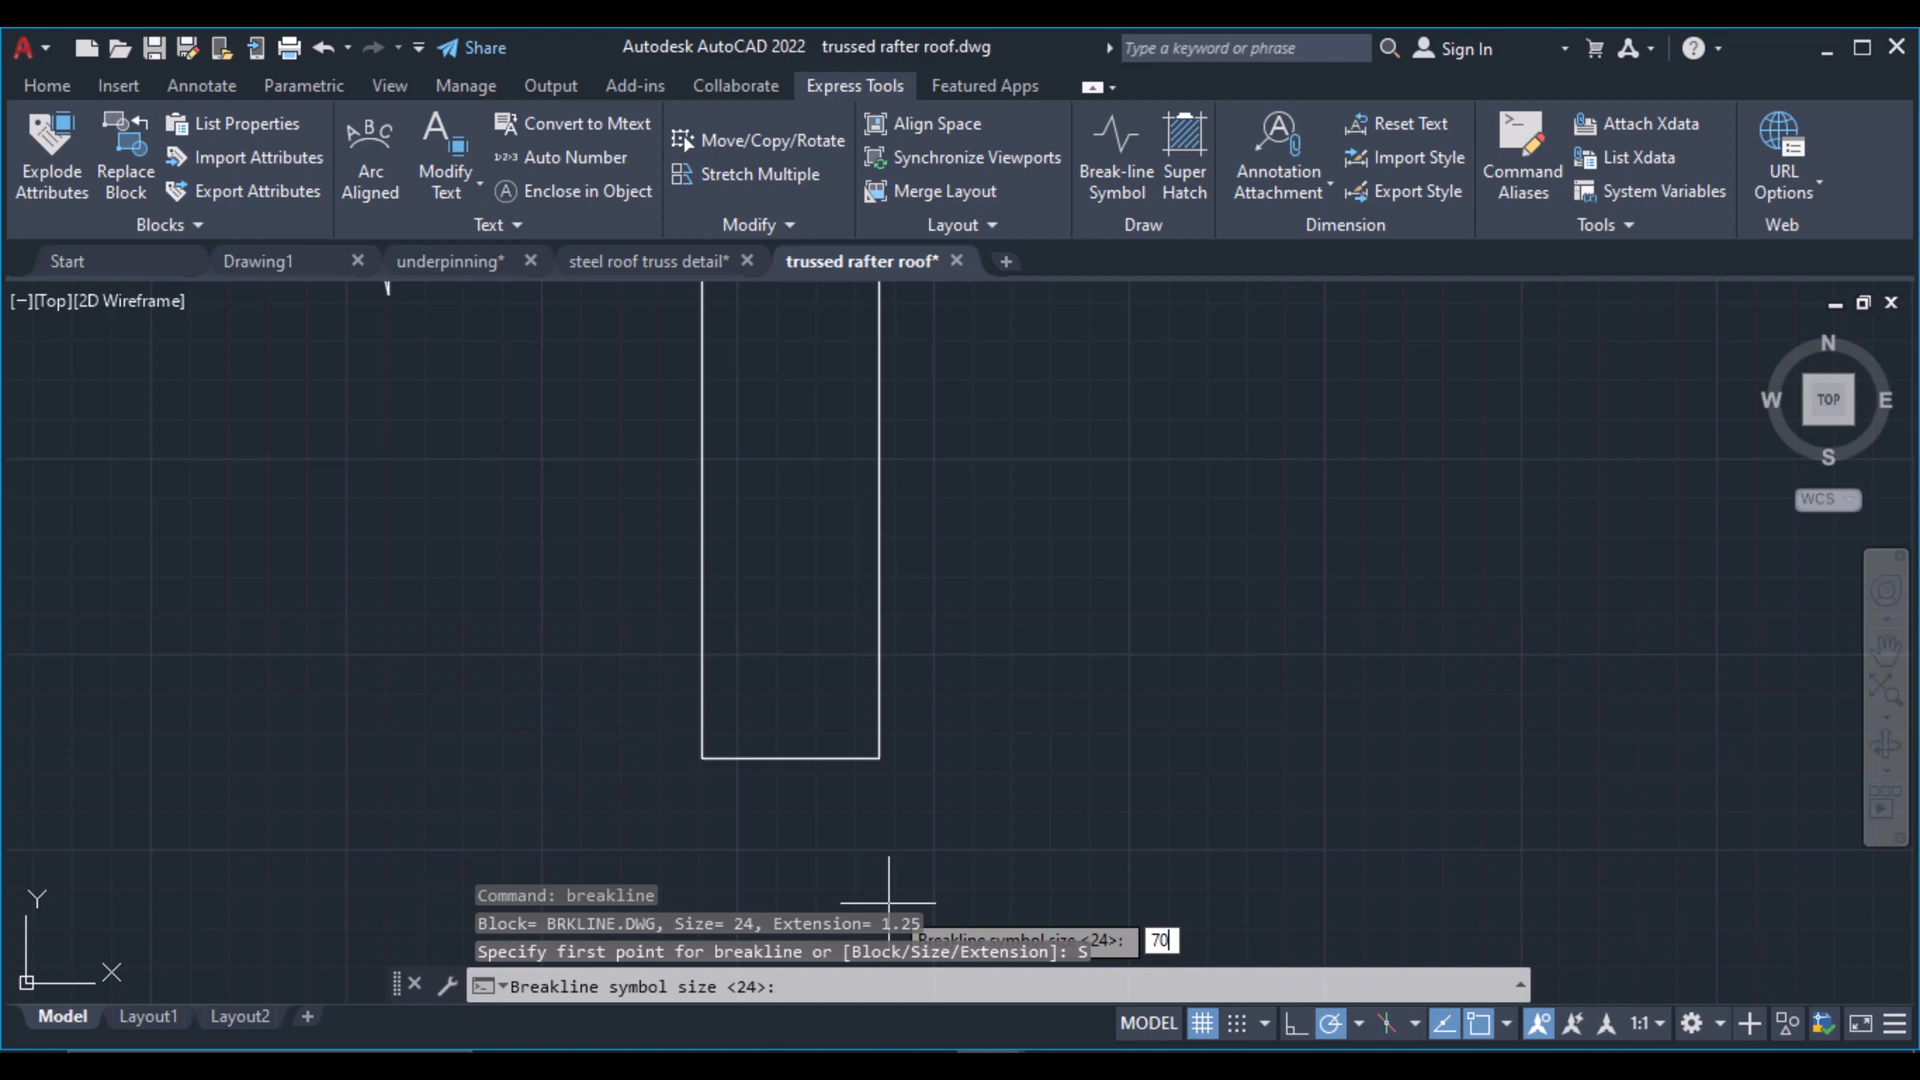 Share
Autodesk AutoCAD 2022 trussed rafter roof.dwg
Type a keyword or phrase
Sign In
Home Insert Annotate Parametric View Manage Output Add-ins Collaborate Express Tools Featured Apps
Explode Attributes
Replace Block
List Properties
Import Attributes
Export Attributes
Blocks
ABC
Arc Aligned
A
Modify Text
Convert to Mtext
Auto Number
Enclose in Object
Text
Move/Copy/Rotate
Stretch Multiple
Modify
Align Space
Synchronize Viewports
Merge Layout
Layout
Break-line Symbol
Super Hatch
Draw
Annotation Attachment
Reset Text
Import Style
Export Style
Dimension
Command Aliases
Attach Xdata
List Xdata
System Variables
Tools
URL Options
Web
Start Drawing1 underpinning* steel roof truss detail* trussed rafter roof*
[−][Top][2D Wireframe]
N
W TOP E
S
WCS
Y
X
Command: breakline
Block= BRKLINE.DWG, Size= 24, Extension= 1.25
Breakline symbol size <24>: 70
Specify first point for breakline or [Block/Size/Extension]: S
Breakline symbol size <24>:
Model Layout1 Layout2
MODEL 1:1